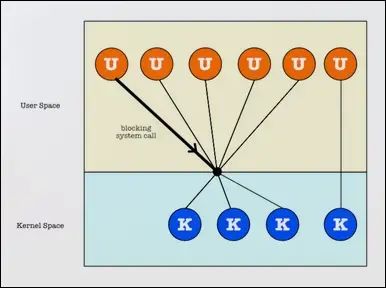 U U U U U U
User Space
blocking
system call
K K K K
Kernel Space